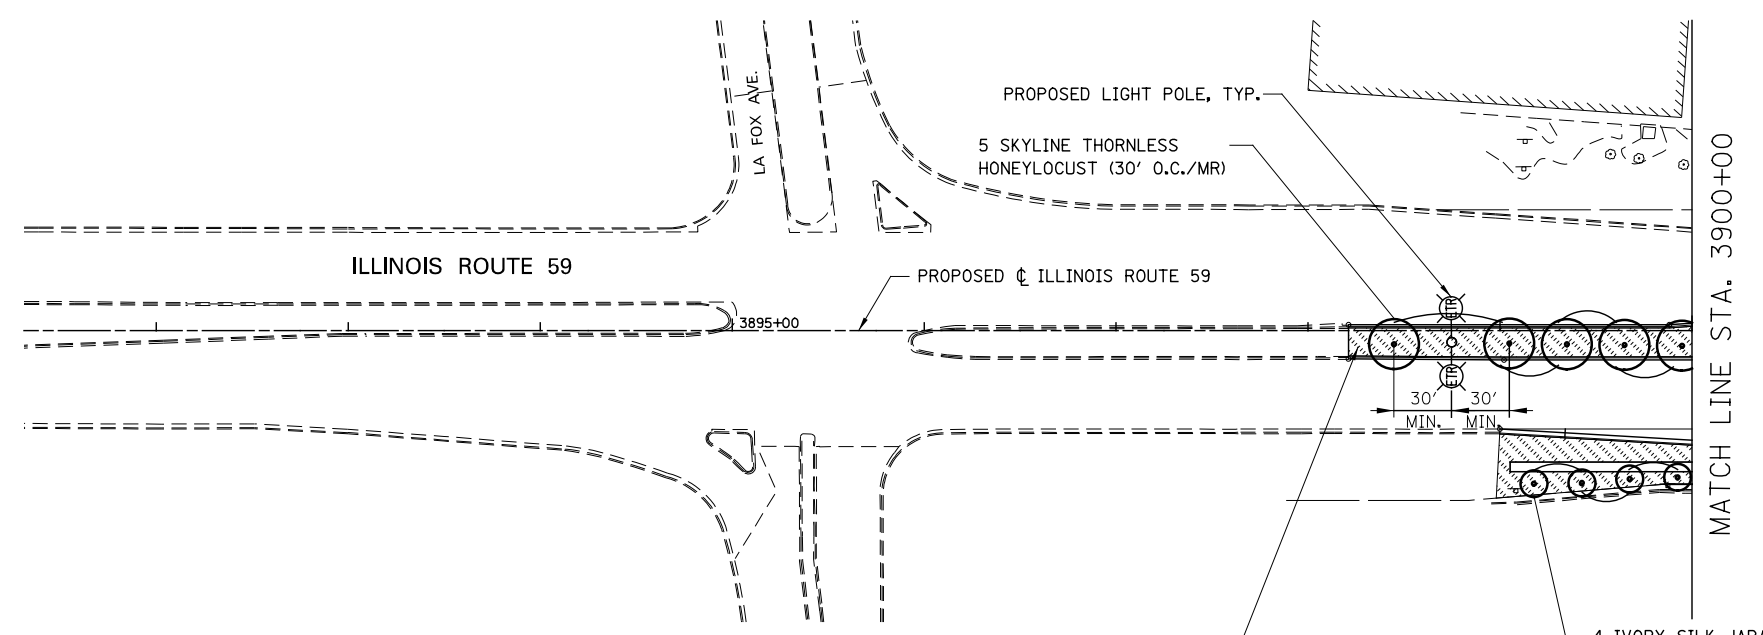 LA FOX AVE.
PROPOSED LIGHT POLE, TYP.
5 SKYLINE THORNLESS
HONEYLOCUST (30' O.C./MR)
ILLINOIS ROUTE 59
PROPOSED ℄ ILLINOIS ROUTE 59
3895+00
ETR
ETR
30'
30'
MIN.
MIN.
MATCH LINE STA. 3900+00
4 IVORY SILK